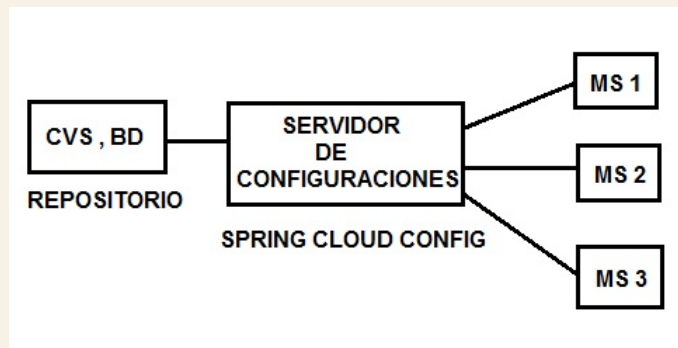 CVS , BD
REPOSITORIO
SERVIDOR
DE
CONFIGURACIONES
SPRING CLOUD CONFIG
MS 1
MS 2
MS 3